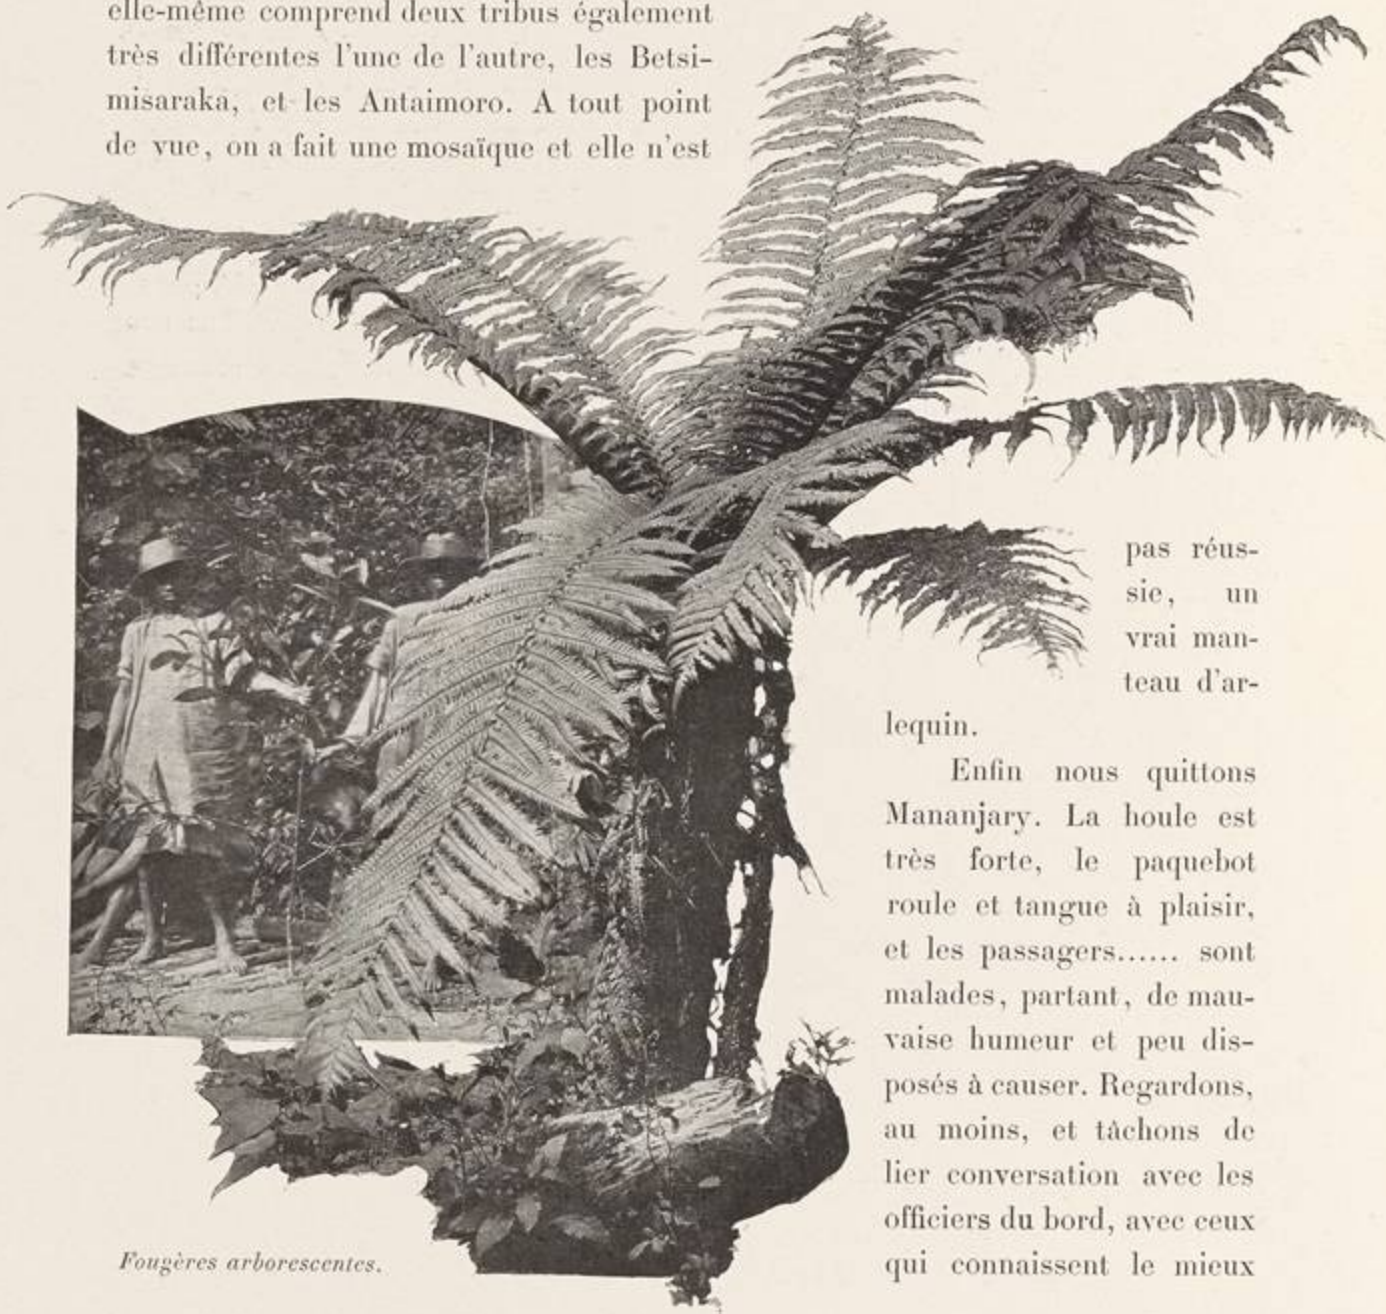 elle-même comprend deux tribus également
très différentes l'une de l'autre, les Betsi-
misaraka, et les Antaimoro. A tout point
de vue, on a fait une mosaïque et elle n'est
pas réus-
sie, un
vrai man-
teau d'ar-
lequin.
Enfin nous quittons
Mananjary. La houle est
très forte, le paquebot
roule et tangue à plaisir,
et les passagers...... sont
malades, partant, de mau-
vaise humeur et peu dis-
posés à causer. Regardons,
au moins, et tâchons de
lier conversation avec les
officiers du bord, avec ceux
qui connaissent le mieux
Fougères arborescentes.